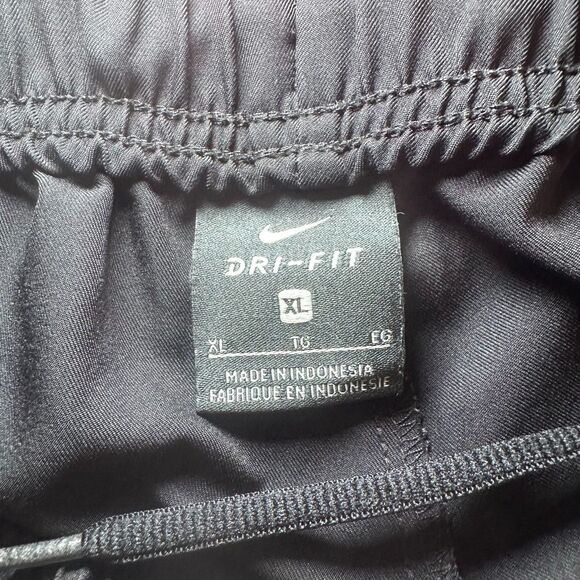 DRI-FIT
XL
XL TG EG
MADE IN INDONESIA
FABRIQUE EN INDONESIE